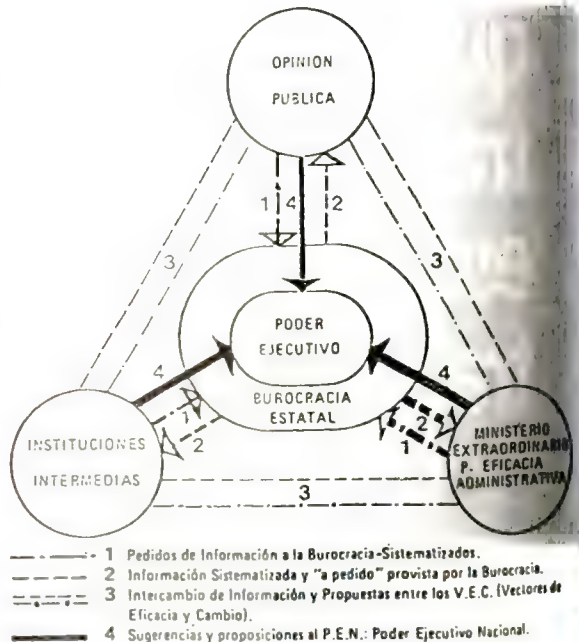 OPINION
PUBLICA
1 4 2
3 3
PODER
EJECUTIVO
4 4
BUROCRACIA
ESTATAL
1 2
2 1
INSTITUCIONES
INTERMEDIAS
MINISTERIO
EXTRAORDINARIO
P. EFICACIA
ADMINISTRATIVA
3
1 Pedidos de Información a la Burocracia-Sistematizados.
2 Información Sistematizada y "a pedido" provista por la Burocracia.
3 Intercambio de Información y Propuestas entre los V.E.C. (Vectores de
Eficacia y Cambio).
4 Sugerencias y proposiciones al P.E.N.: Poder Ejecutivo Nacional.